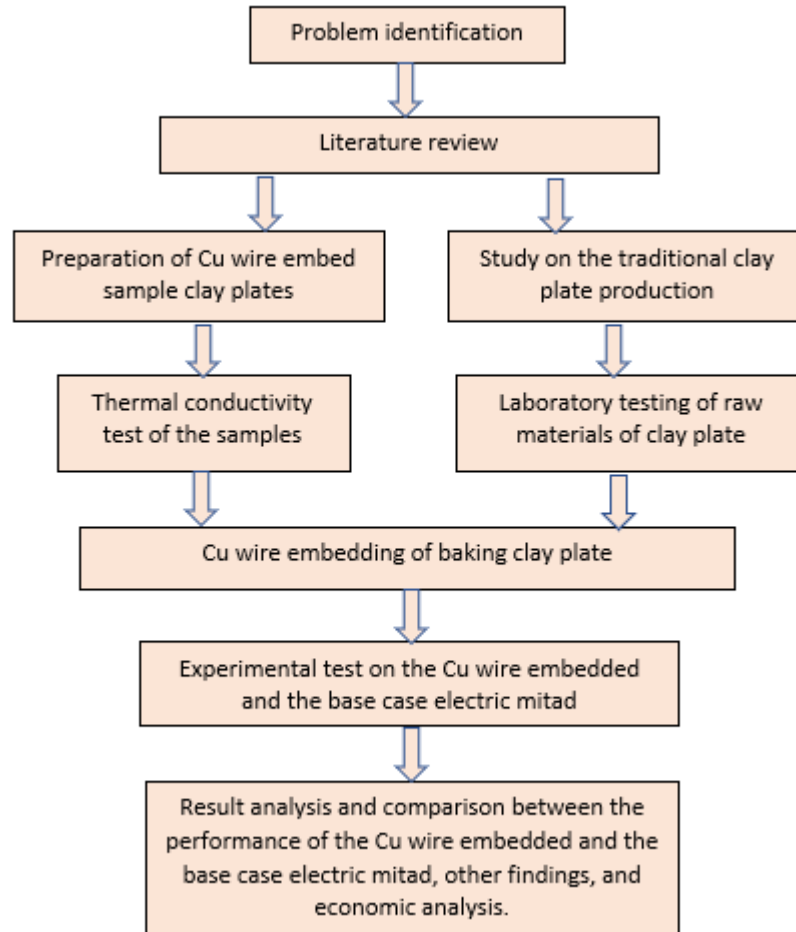 Problem identification
Literature review
Preparation of Cu wire embed
sample clay plates
Study on the traditional clay
plate production
Thermal conductivity
test of the samples
Laboratory testing of raw
materials of clay plate
Cu wire embedding of baking clay plate
Experimental test on the Cu wire embedded
and the base case electric mitad
Result analysis and comparison between the
performance of the Cu wire embedded and the
base case electric mitad, other findings, and
economic analysis.